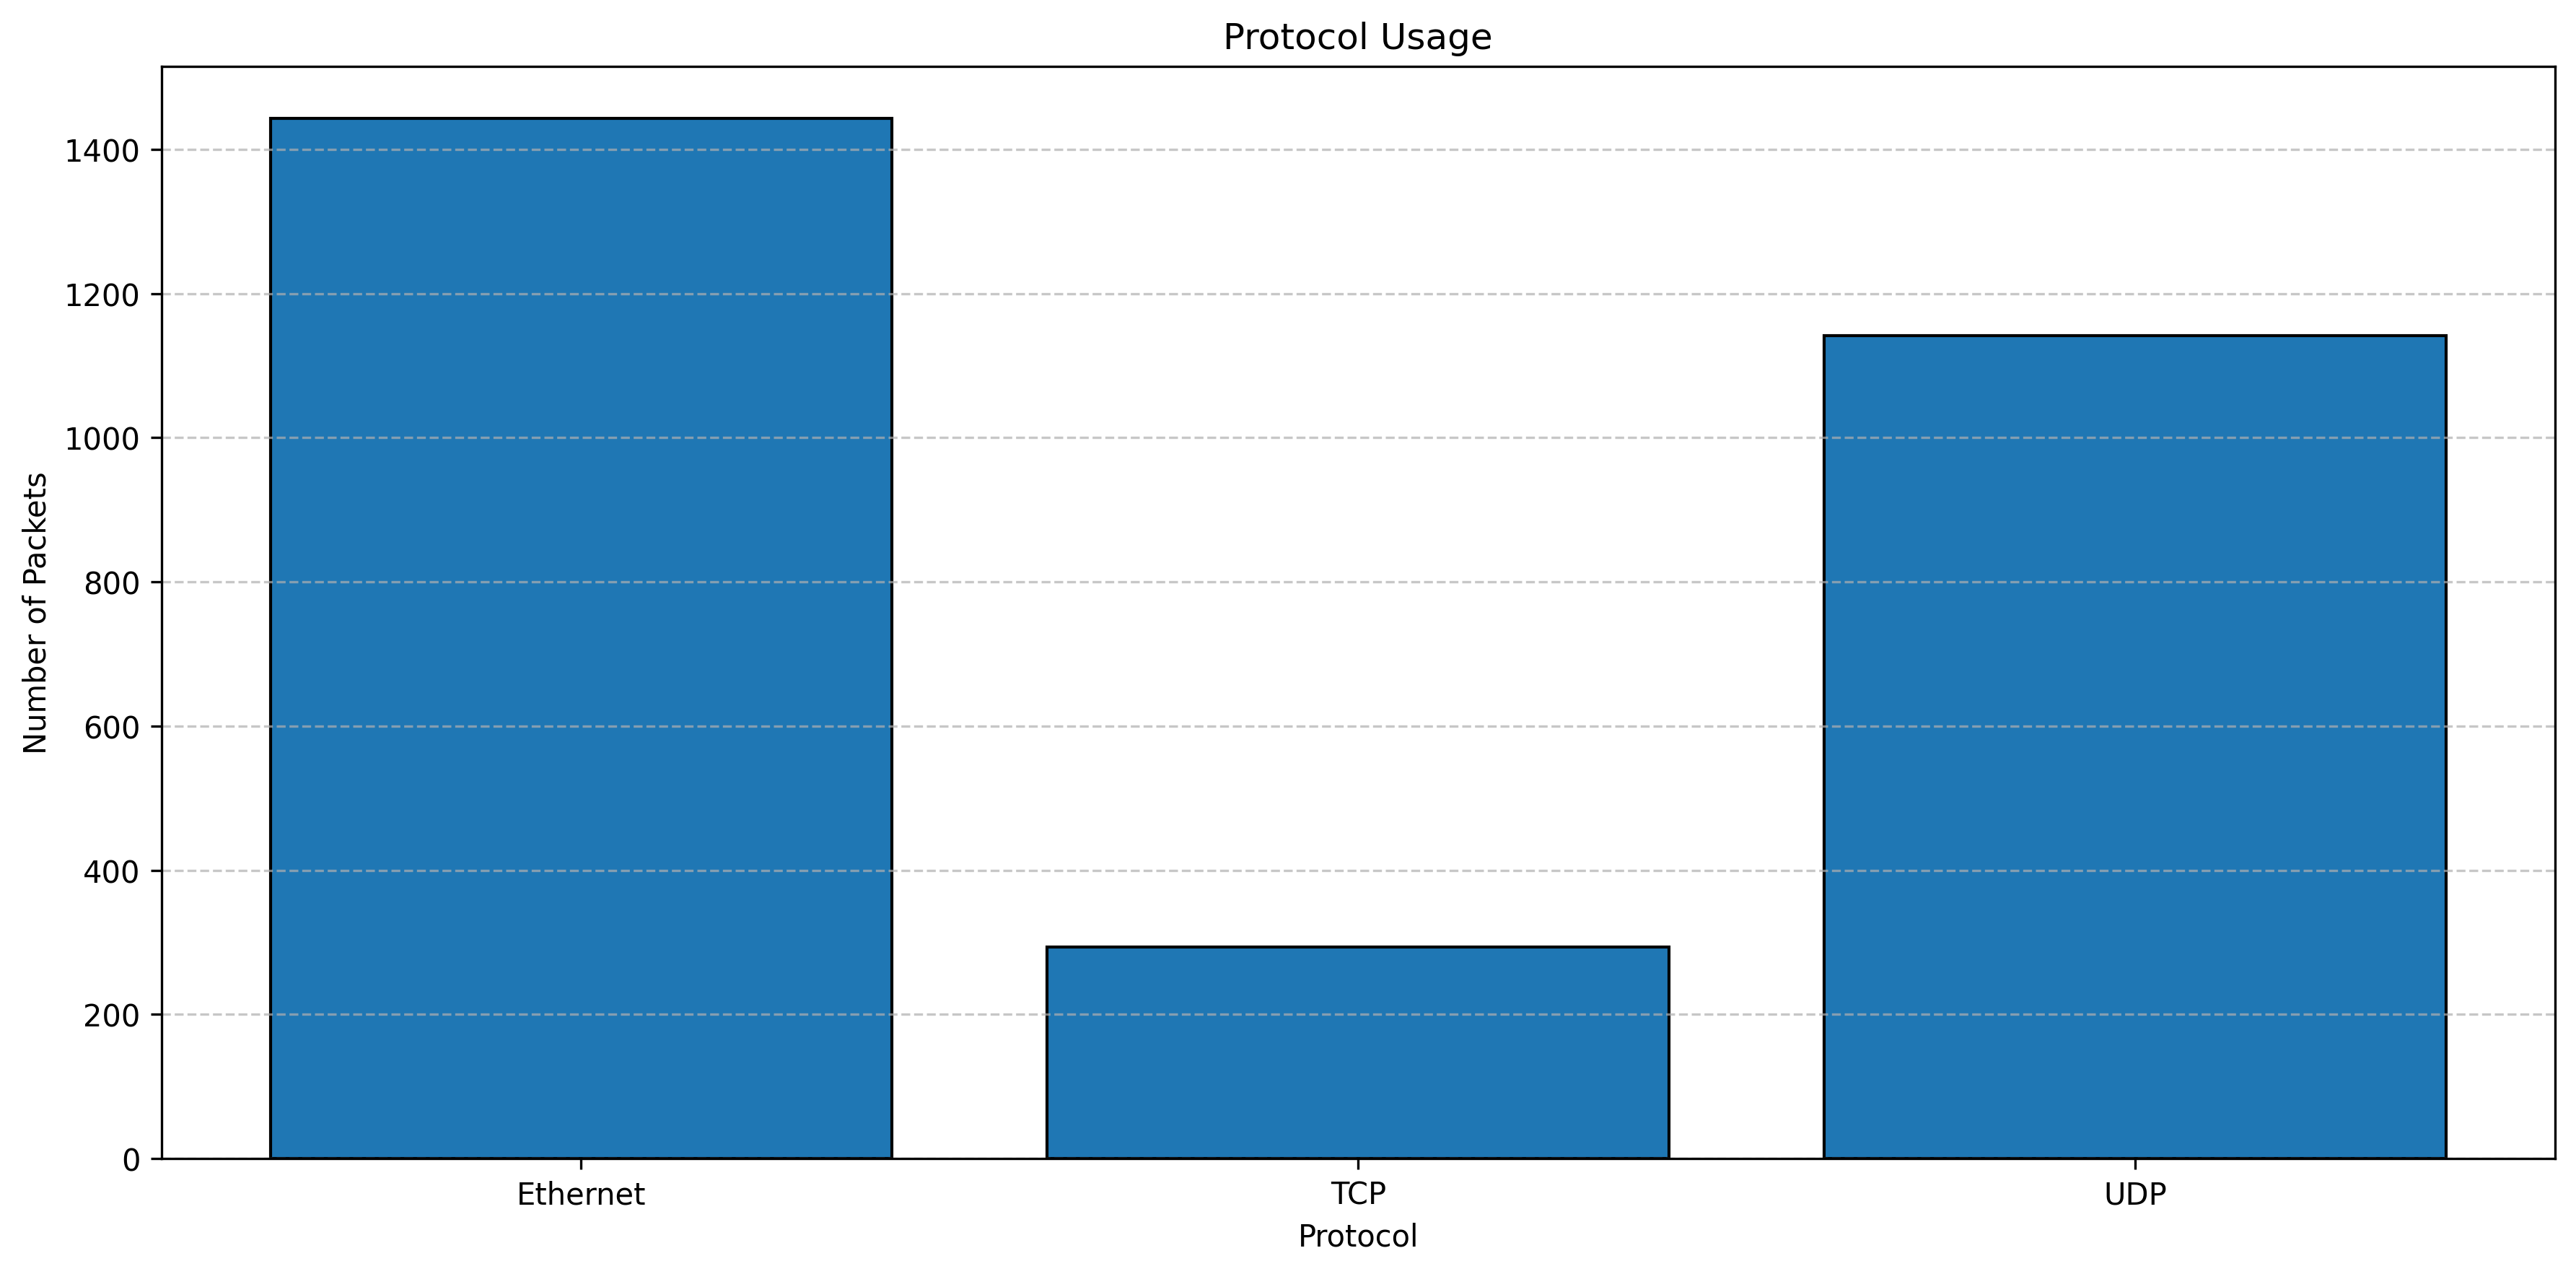 Protocol Usage
Number of Packets
1400
1200
1000
800
600
400
200
0
Ethernet
TCP
UDP
Protocol